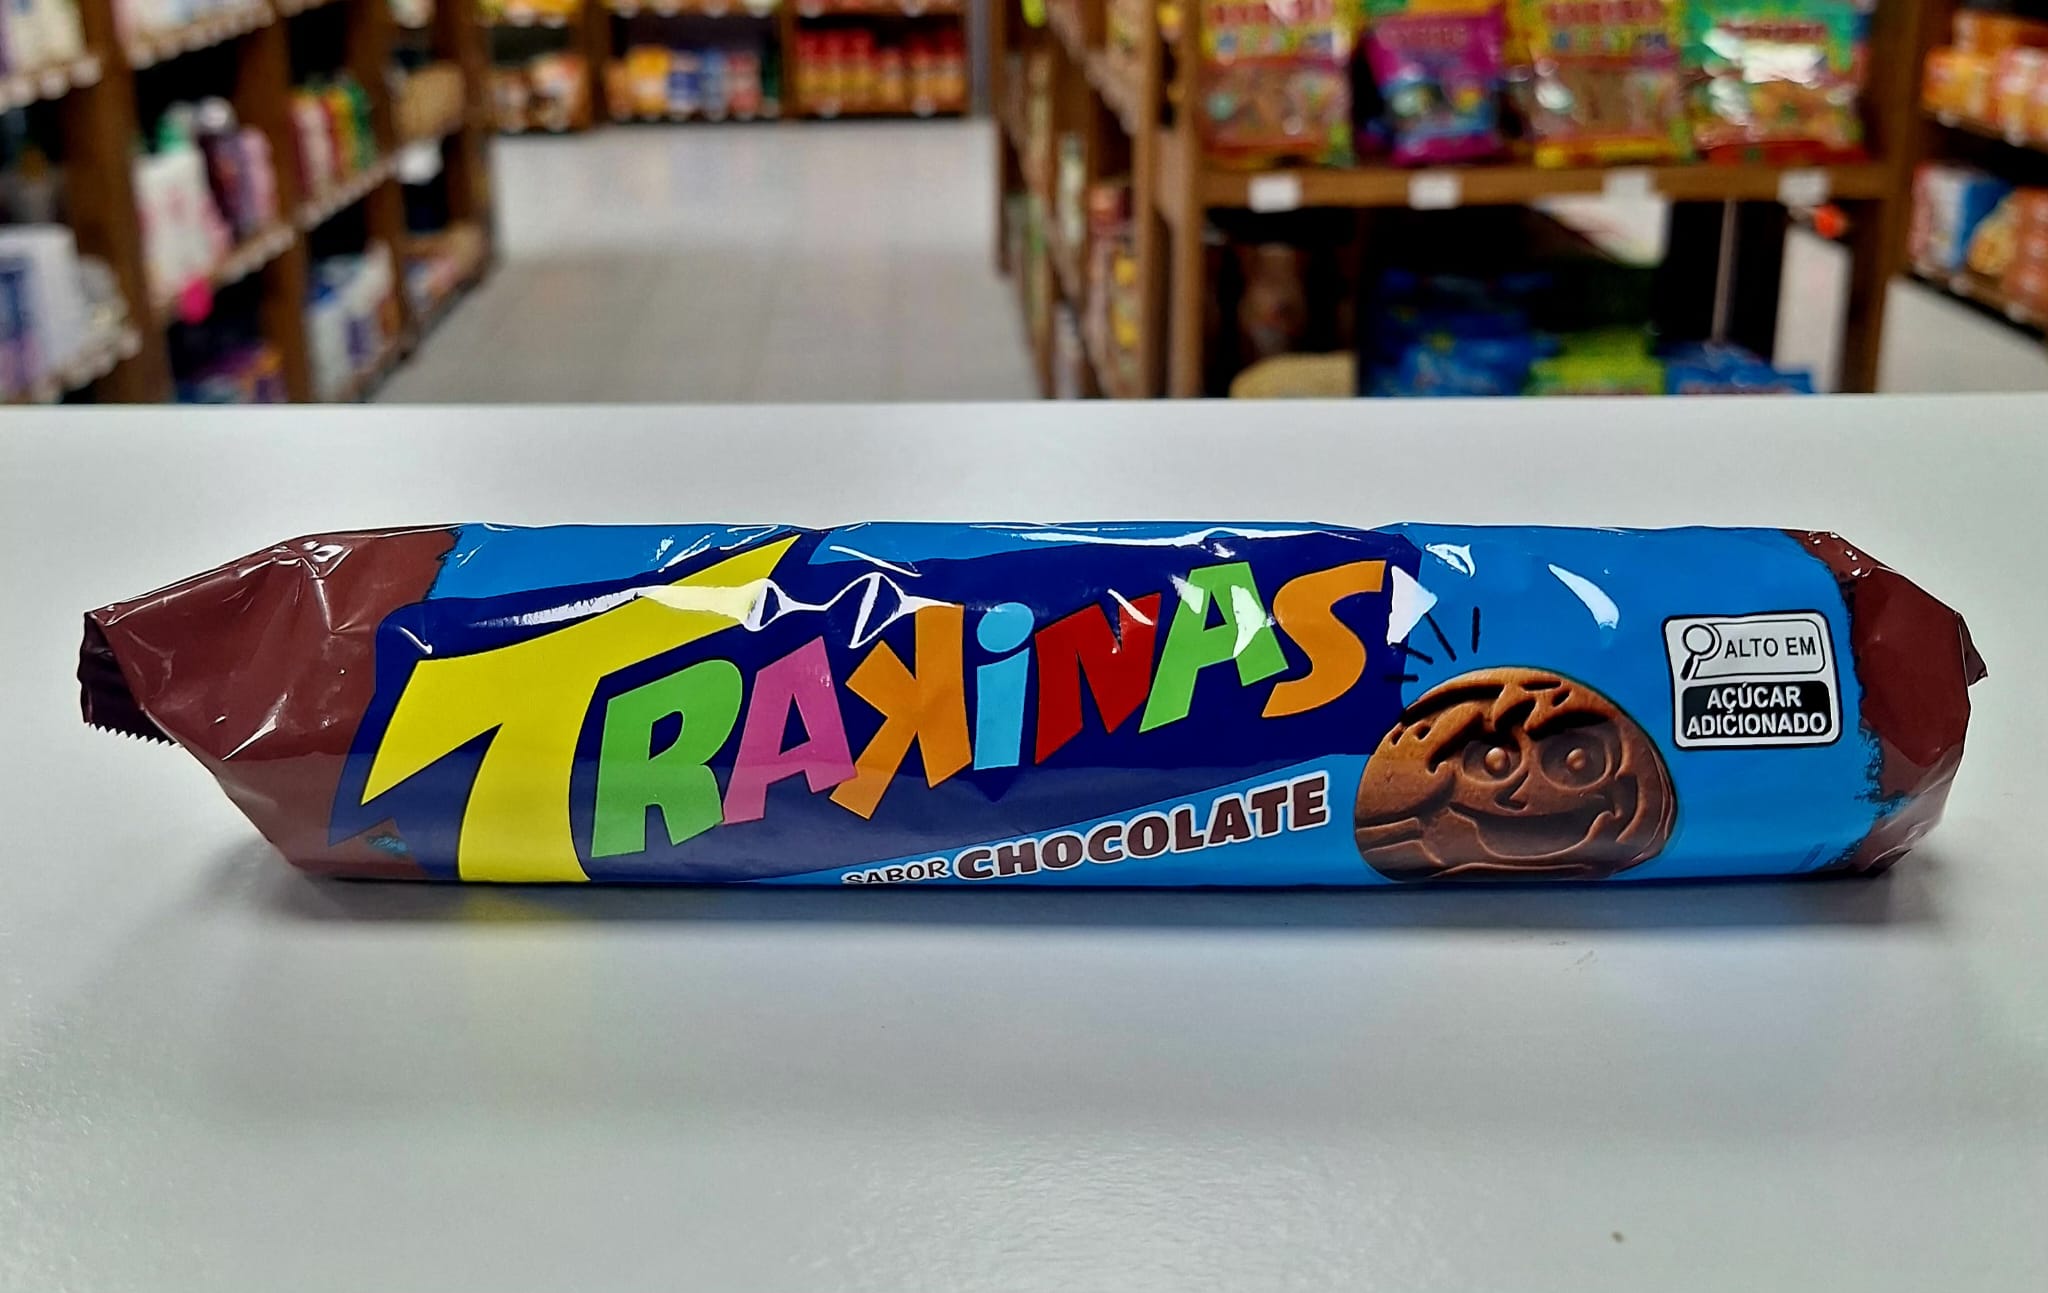 TRAKiNAS
SABOR CHOCOLATE
ALTO EM
AÇÚCAR
ADICIONADO